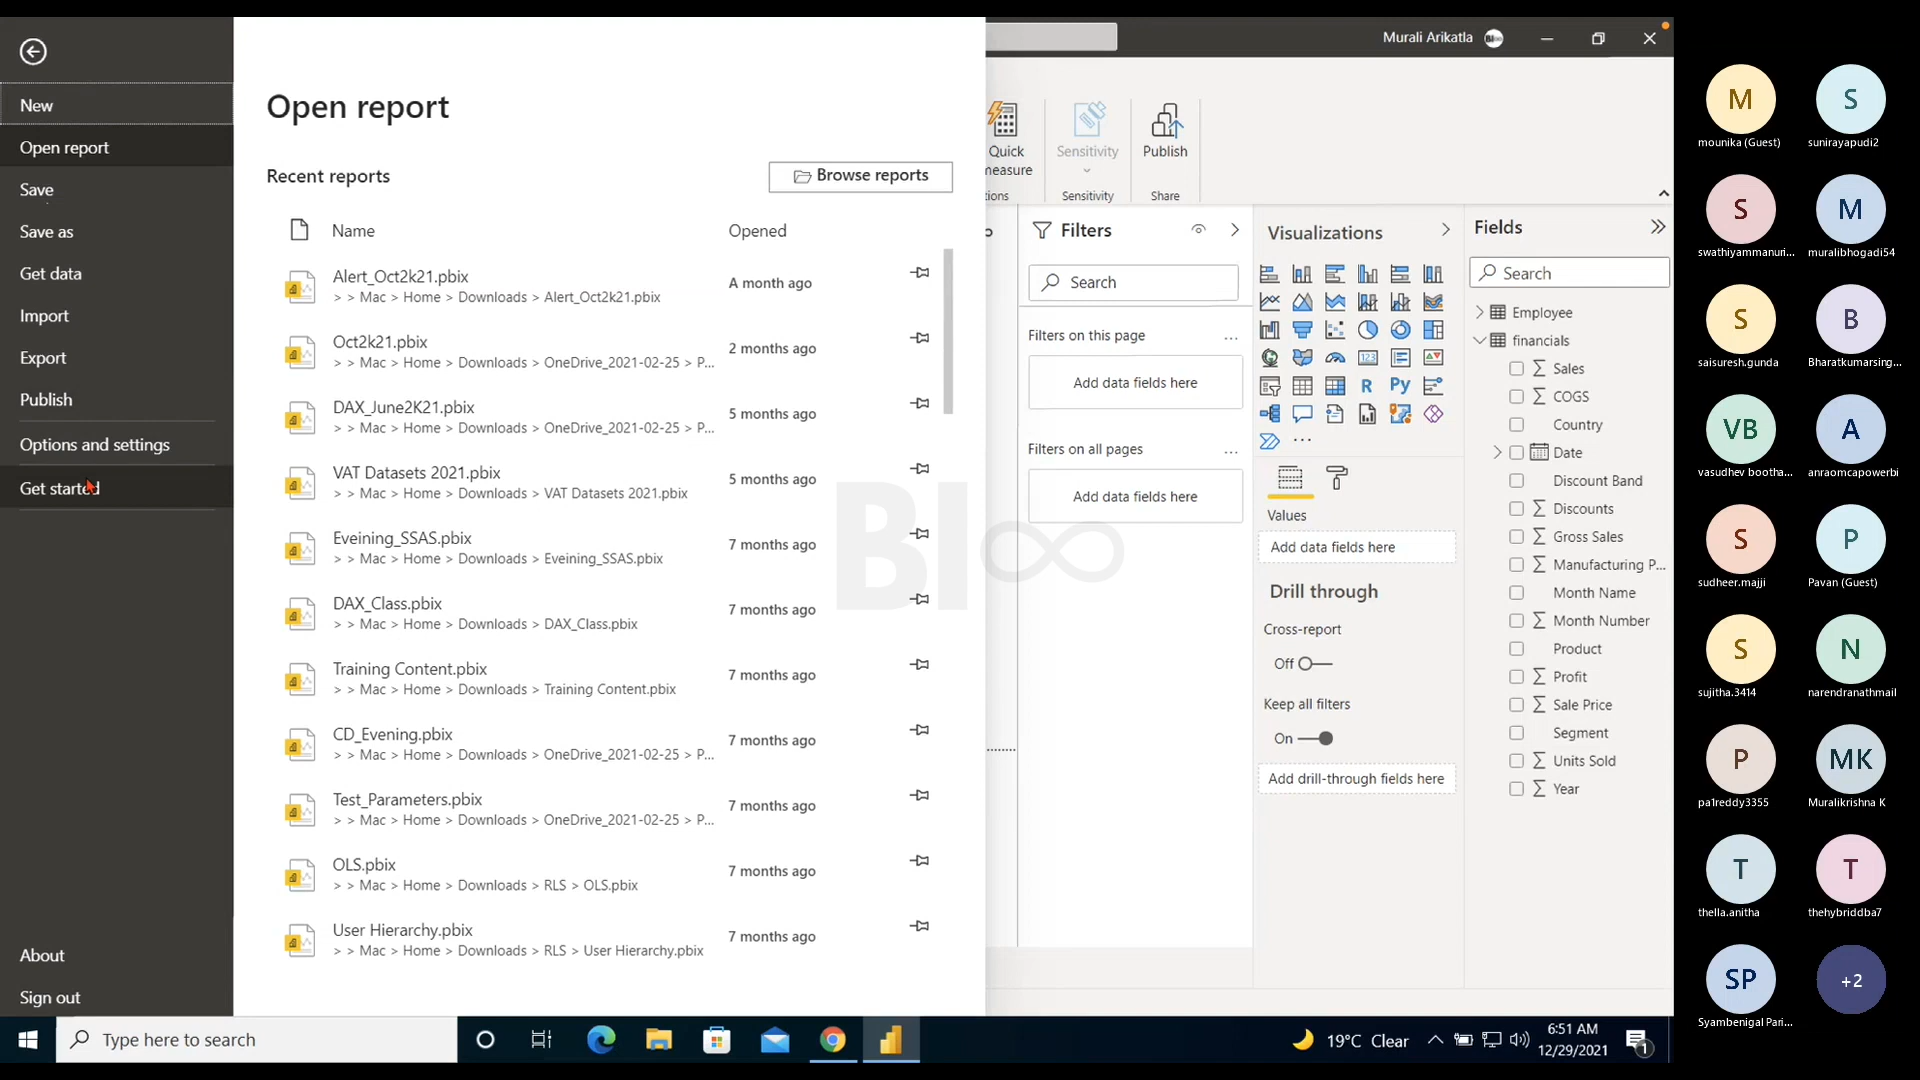 New
Open report
Save
Save as
Get data
Import
Export
Publish
Options and settings
Get started
About
Sign out
Open report
Recent reports
Browse reports
Name Opened
Alert_Oct2k21.pbix
> > Mac > Home > Downloads > Alert_Oct2k21.pbix
A month ago
Oct2k21.pbix
> > Mac > Home > Downloads > OneDrive_2021-02-25 > P...
2 months ago
DAX_June2K21.pbix
> > Mac > Home > Downloads > OneDrive_2021-02-25 > P...
5 months ago
VAT Datasets 2021.pbix
> > Mac > Home > Downloads > VAT Datasets 2021.pbix
5 months ago
Eveining_SSAS.pbix
> > Mac > Home > Downloads > Eveining_SSAS.pbix
7 months ago
DAX_Class.pbix
> > Mac > Home > Downloads > DAX_Class.pbix
7 months ago
Training Content.pbix
> > Mac > Home > Downloads > Training Content.pbix
7 months ago
CD_Evening.pbix
> > Mac > Home > Downloads > OneDrive_2021-02-25 > P...
7 months ago
Test_Parameters.pbix
> > Mac > Home > Downloads > OneDrive_2021-02-25 > P...
7 months ago
OLS.pbix
> > Mac > Home > Downloads > RLS > OLS.pbix
7 months ago
User Hierarchy.pbix
> > Mac > Home > Downloads > RLS > User Hierarchy.pbix
7 months ago
BI∞
Murali Arikatla
Quick
measure
Sensitivity
Publish
Sensitivity
Share
Filters
Search
Filters on this page ...
Add data fields here
Filters on all pages ...
Add data fields here
Visualizations
123
R
Py
...
Values
Add data fields here
Drill through
Cross-report
Off
Keep all filters
On
Add drill-through fields here
Fields
Search
Employee
financials
Sales
COGS
Country
Date
Discount Band
Discounts
Gross Sales
Manufacturing P...
Month Name
Month Number
Product
Profit
Sale Price
Segment
Units Sold
Year
M S
mounika (Guest) sunirayapudi2
S M
swathiyammanuri... muralibhogadi54
S B
saisuresh.gunda Bharatkumarsing...
VB A
vasudhev bootha... anraomcapowerbi
S P
sudheer.majji Pavan (Guest)
S N
sujitha.3414 narendranathmail
P MK
pa1reddy3355 Muralikrishna K
T T
thella.anitha thehybriddba7
SP +2
Syambenigal Pari...
Type here to search
19°C Clear
6:51 AM
12/29/2021
1